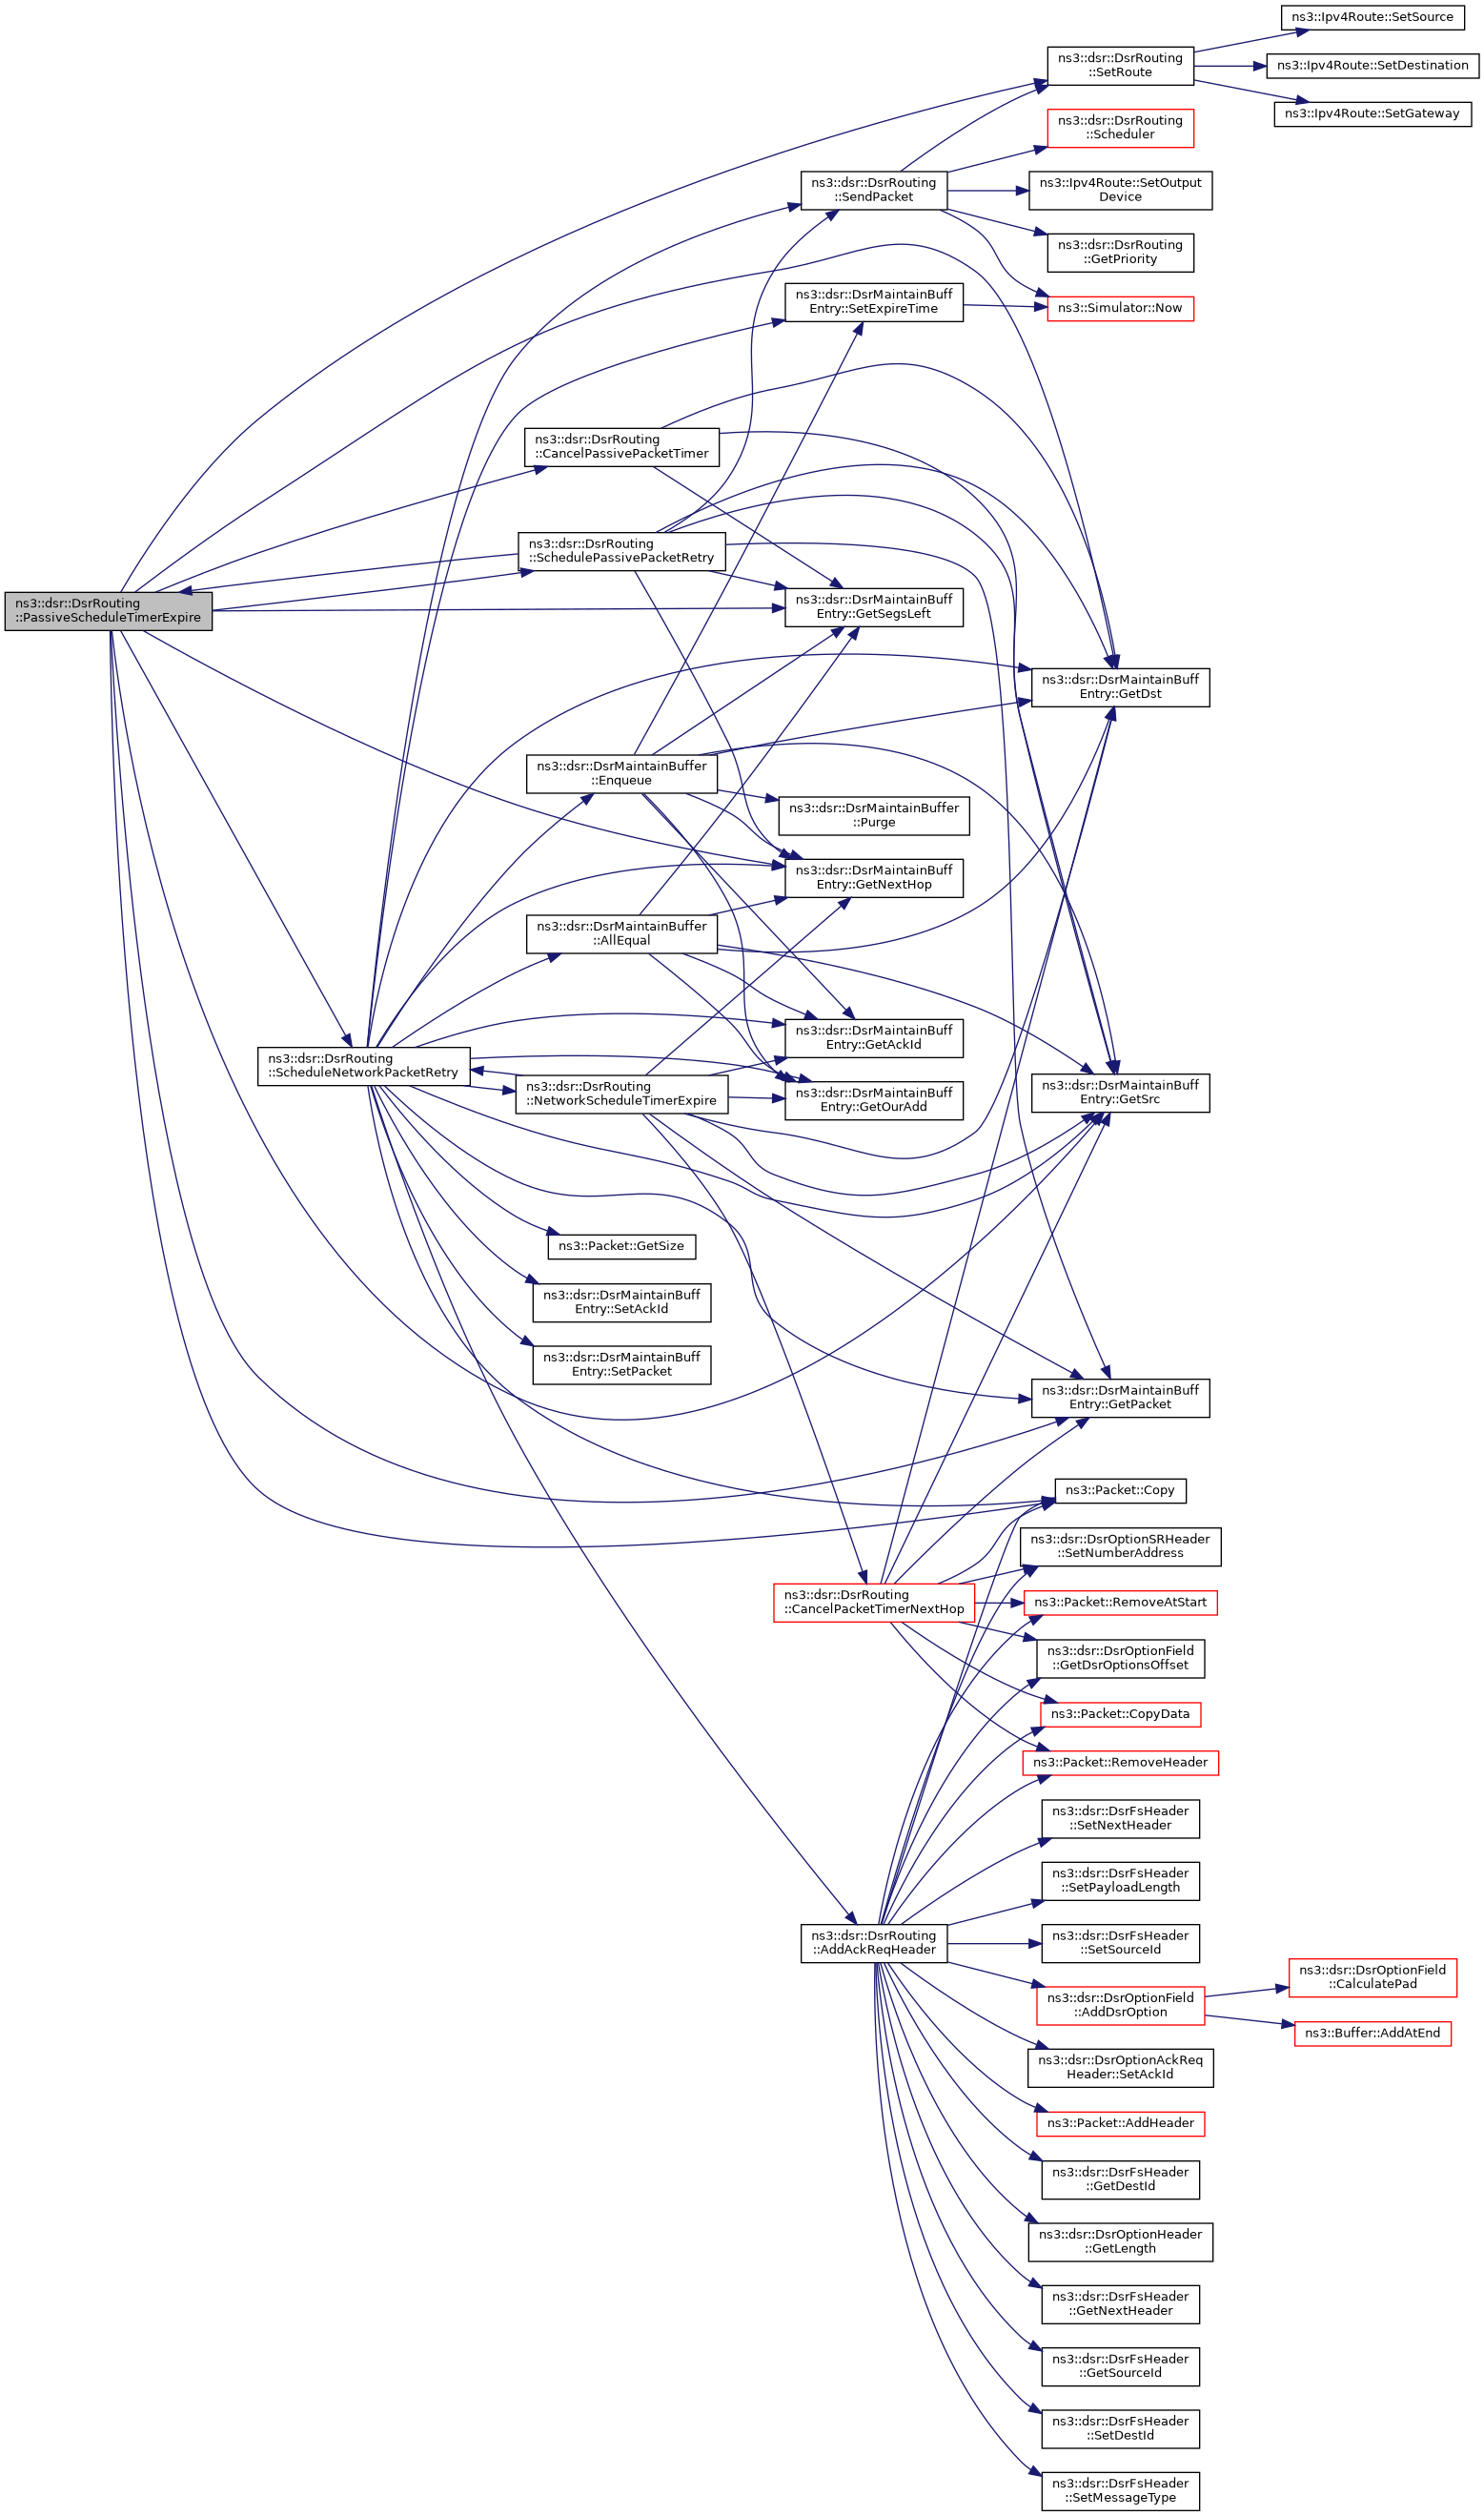 ns3::Ipv4Route::SetSource
ns3::dsr::DsrRouting
::SetRoute
ns3::Ipv4Route::SetDestination
ns3::Ipv4Route::SetGateway
ns3::dsr::DsrRouting
::Scheduler
ns3::dsr::DsrRouting
::SendPacket
ns3::Ipv4Route::SetOutput
Device
ns3::dsr::DsrRouting
::GetPriority
ns3::dsr::DsrMaintainBuff
Entry::SetExpireTime
ns3::Simulator::Now
ns3::dsr::DsrRouting
::CancelPassivePacketTimer
ns3::dsr::DsrRouting
::SchedulePassivePacketRetry
ns3::dsr::DsrRouting
::PassiveScheduleTimerExpire
ns3::dsr::DsrMaintainBuff
Entry::GetSegsLeft
ns3::dsr::DsrMaintainBuff
Entry::GetDst
ns3::dsr::DsrMaintainBuffer
::Enqueue
ns3::dsr::DsrMaintainBuffer
::Purge
ns3::dsr::DsrMaintainBuff
Entry::GetNextHop
ns3::dsr::DsrMaintainBuffer
::AllEqual
ns3::dsr::DsrMaintainBuff
Entry::GetAckId
ns3::dsr::DsrRouting
::ScheduleNetworkPacketRetry
ns3::dsr::DsrRouting
::NetworkScheduleTimerExpire
ns3::dsr::DsrMaintainBuff
Entry::GetOurAdd
ns3::dsr::DsrMaintainBuff
Entry::GetSrc
ns3::Packet::GetSize
ns3::dsr::DsrMaintainBuff
Entry::SetAckId
ns3::dsr::DsrMaintainBuff
Entry::SetPacket
ns3::dsr::DsrMaintainBuff
Entry::GetPacket
ns3::Packet::Copy
ns3::dsr::DsrOptionSRHeader
::SetNumberAddress
ns3::dsr::DsrRouting
::CancelPacketTimerNextHop
ns3::Packet::RemoveAtStart
ns3::dsr::DsrOptionField
::GetDsrOptionsOffset
ns3::Packet::CopyData
ns3::Packet::RemoveHeader
ns3::dsr::DsrFsHeader
::SetNextHeader
ns3::dsr::DsrFsHeader
::SetPayloadLength
ns3::dsr::DsrRouting
::AddAckReqHeader
ns3::dsr::DsrFsHeader
::SetSourceId
ns3::dsr::DsrOptionField
::AddDsrOption
ns3::dsr::DsrOptionField
::CalculatePad
ns3::Buffer::AddAtEnd
ns3::dsr::DsrOptionAckReq
Header::SetAckId
ns3::Packet::AddHeader
ns3::dsr::DsrFsHeader
::GetDestId
ns3::dsr::DsrOptionHeader
::GetLength
ns3::dsr::DsrFsHeader
::GetNextHeader
ns3::dsr::DsrFsHeader
::GetSourceId
ns3::dsr::DsrFsHeader
::SetDestId
ns3::dsr::DsrFsHeader
::SetMessageType